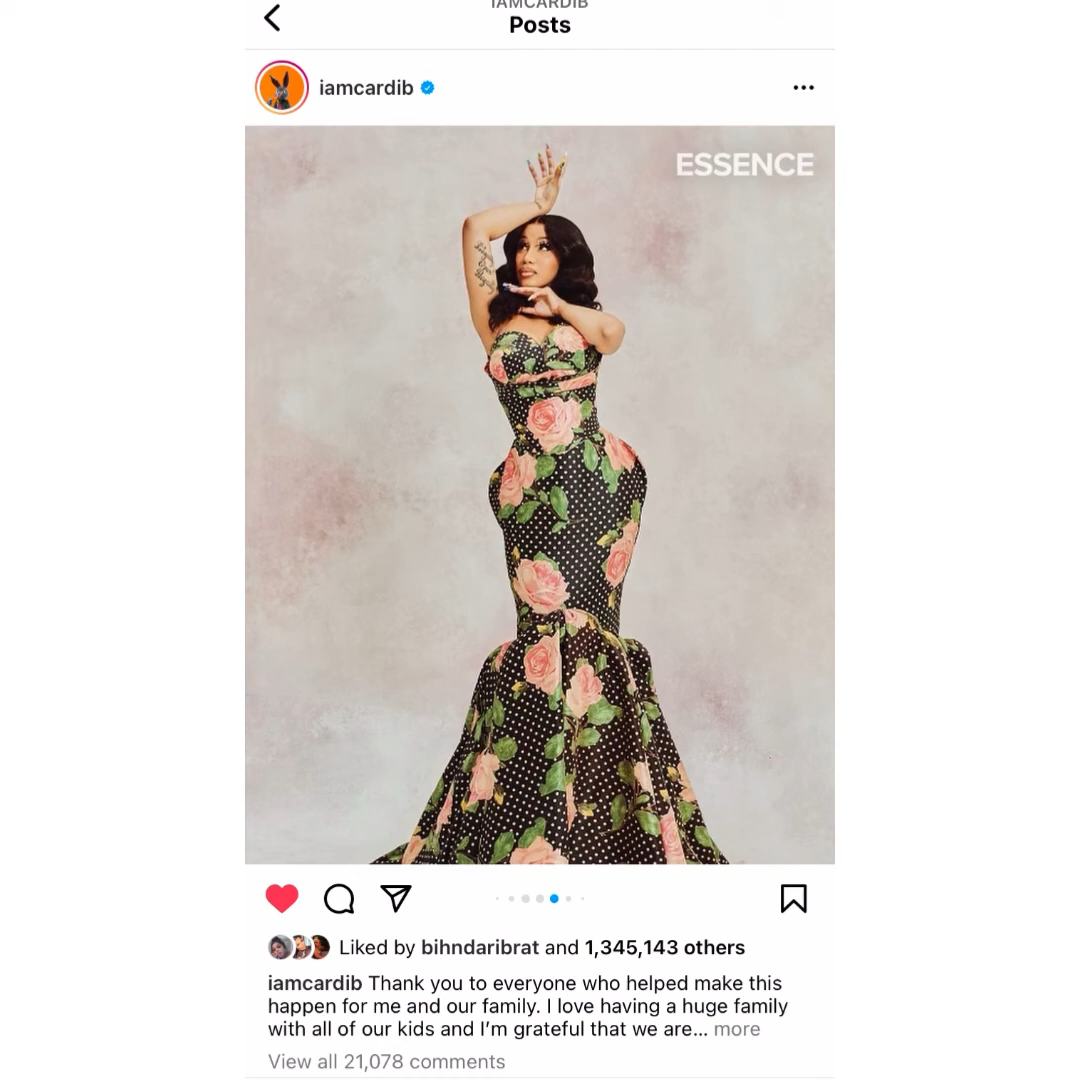 IAMCARDIB
Posts
iamcardib
ESSENCE
Liked by bihndaribrat and 1,345,143 others
iamcardib Thank you to everyone who helped make this
happen for me and our family. I love having a huge family
with all of our kids and I’m grateful that we are... more
View all 21,078 comments